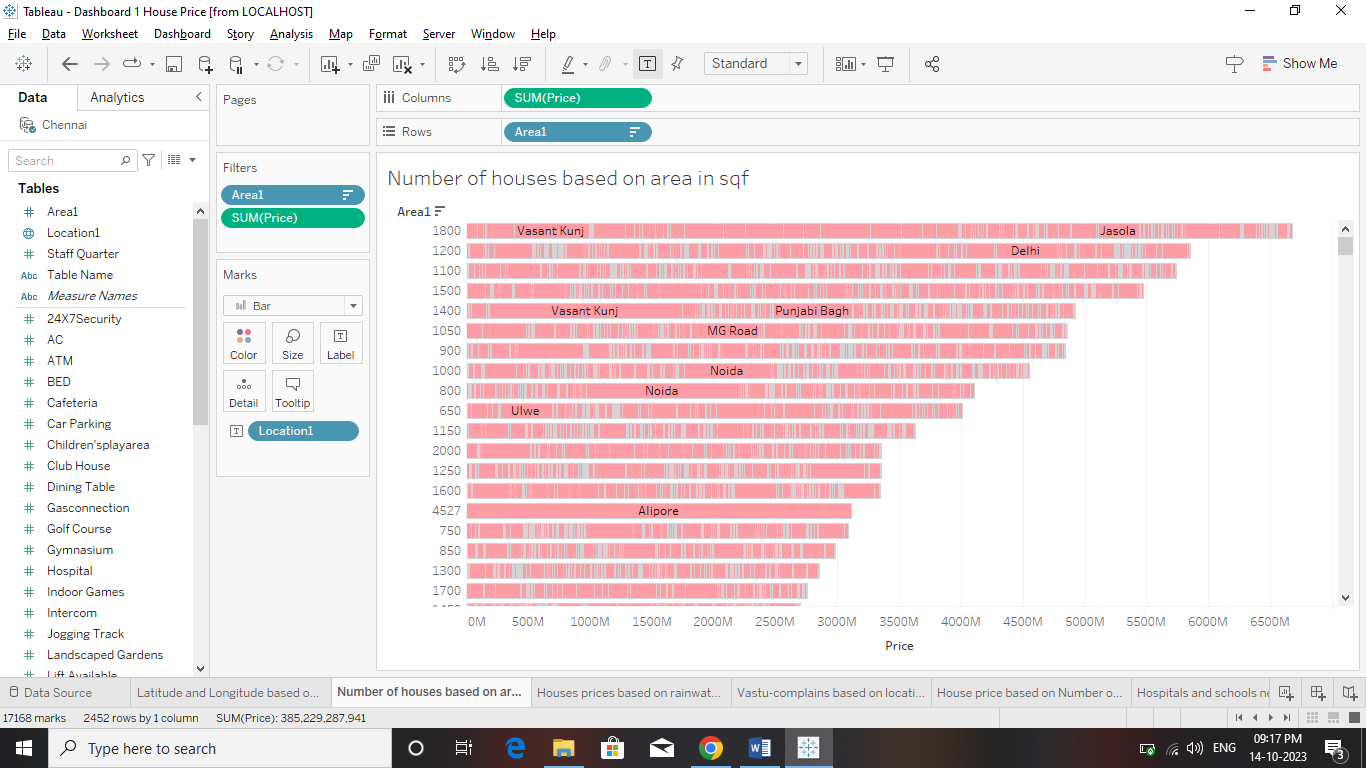 Tableau - Dashboard 1 House Price [from LOCALHOST]
File Data Worksheet Dashboard Story Analysis Map Format Server Window Help
Standard
Show Me
Data Analytics
Chennai
Search
Tables
Area1
Location1
Staff Quarter
Abc Table Name
Abc Measure Names
24X7Security
AC
ATM
BED
Cafeteria
Car Parking
Children'splayarea
Club House
Dining Table
Gasconnection
Golf Course
Gymnasium
Hospital
Indoor Games
Intercom
Jogging Track
Landscaped Gardens
Lift Available
Pages
Filters
Area1
SUM(Price)
Marks
Bar
Color Size Label
Detail Tooltip
Location1
Columns SUM(Price)
Rows Area1
Number of houses based on area in sqf
Area1
1800 Vasant Kunj Jasola
1200 Delhi
1100
1500
1400 Vasant Kunj Punjabi Bagh
1050 MG Road
900
1000 Noida
800 Noida
650 Ulwe
1150
2000
1250
1600
4527 Alipore
750
850
1300
1700
0M 500M 1000M 1500M 2000M 2500M 3000M 3500M 4000M 4500M 5000M 5500M 6000M 6500M
Price
Data Source Latitude and Longitude based o... Number of houses based on ar... Houses prices based on rainwat... Vastu-complains based on locati... House price based on Number o... Hospitals and schools ne
17168 marks 2452 rows by 1 column SUM(Price): 385,229,287,941
Type here to search
ENG
09:17 PM
14-10-2023
3